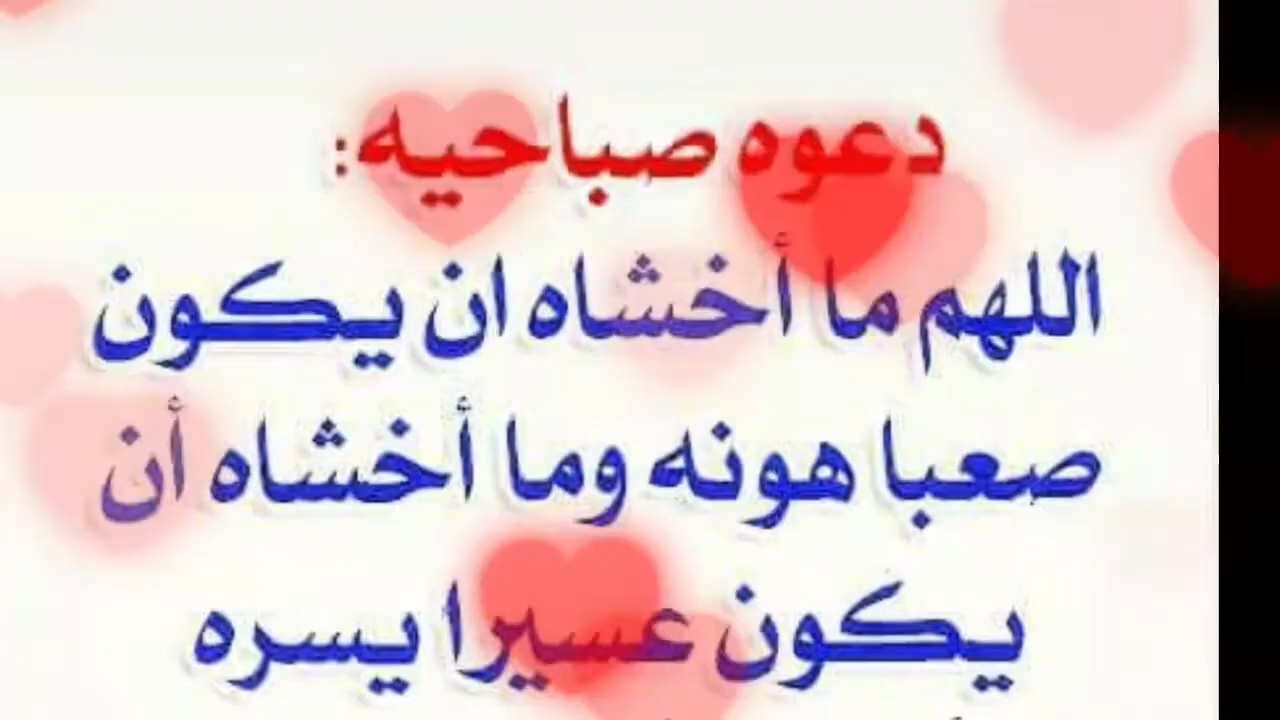 دعوه صباحيه:
اللهم ما أخشاه ان يكون
صعبا هونه وما أخشاه أن
يكون عسيرا يسره